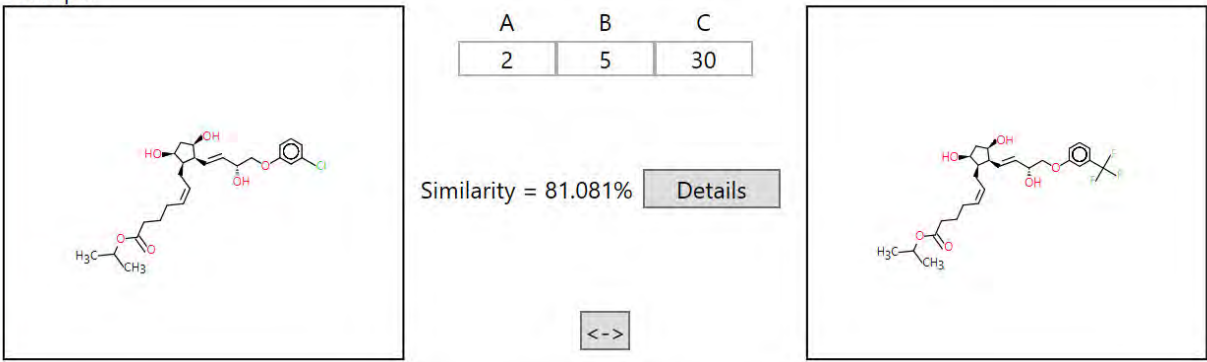 A B C
2 5 30
OH
HO
O
Cl
OH
O
O
H₃C
CH₃
Similarity = 81.081% Details
<->
OH
HO
O
F
F
F
OH
O
O
H₃C
CH₃